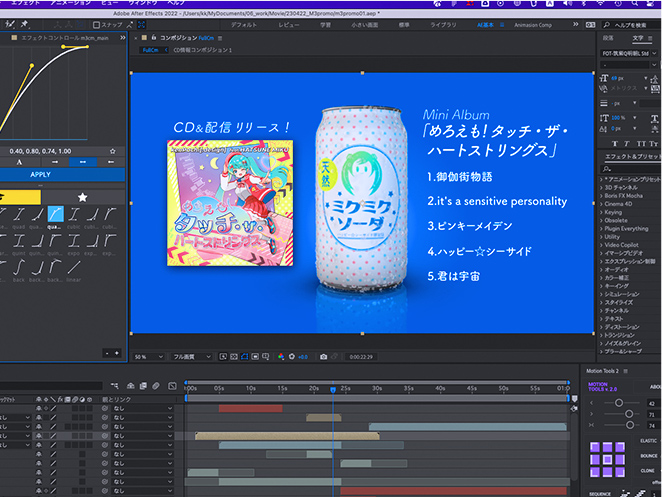 エフェクト アニメーション ビュー ウィンドウ ヘルプ
Adobe After Effects 2022 - /Users/kk/MyDocuments/08_work/Movie/230422_M3promo/m3promo01.aep *
スナップ
デフォルト レビュー 学習 小さい画面 標準 ライブラリ AE基本 Animation Comp
ヘルプを検索
エフェクトコントロール m3cm_main
コンポジション FullCm
FullCm CD情報コンポジション 1
段落 文字
FOT-筑紫Q明朝L Std
69 px
- px
100 %
0 px
0.40, 0.80, 0.74, 1.00
APPLY
back back back linear
CD&配信 リリース！
タッチ・ザ・
ハートストリングス
天然
ミクミク
ソーダ
Mini Album
「めろえも！タッチ・ザ・
ハートストリングス」
1.御伽街物語
2.it's a sensitive personality
3.ピンキーメイデン
4.ハッピー☆シーサイド
5.君は宇宙
エフェクト＆プリセット
* アニメーションプリセット
3D チャンネル
Boris FX Mocha
Cinema 4D
Keying
Obsolete
Plugin Everything
Utility
Video Copilot
イマーシブビデオ
エクスプレッション制御
オーディオ
カラー補正
キーイング
シミュレーション
スタイライズ
チャンネル
テキスト
ディストーション
トランジション
ノイズ&グレイン
ブラー&シャープ
50 % フル画質 +0.0 0:00:22:29
親とリンク
なし
なし
なし
なし
なし
なし
なし
なし
05s 10s 15s 20s 25s 30s 35s 40s 45s 50s 55s
Motion Tools 2
MOTION
TOOLS v 2.0
42
71
74
ELASTIC
BOUNCE
CLONE
SEQUENCE